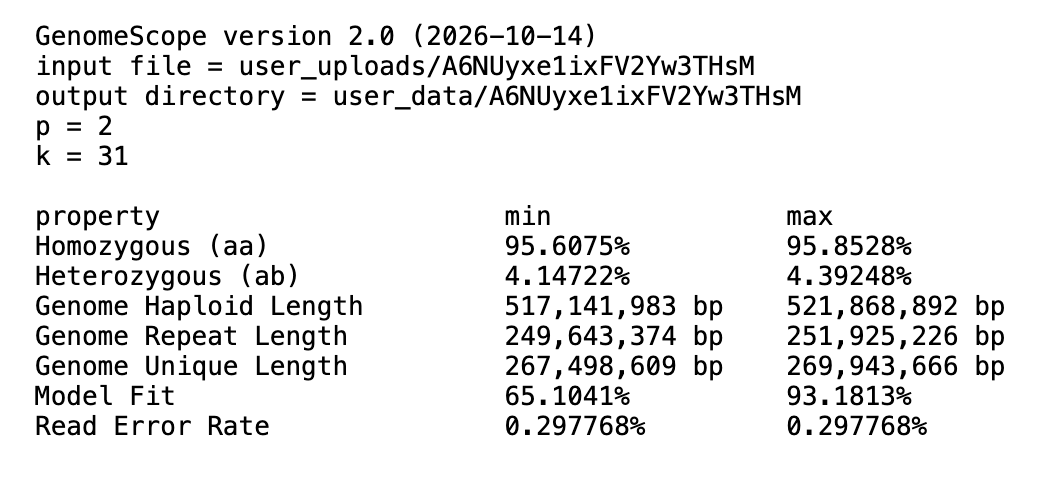 GenomeScope version 2.0 (2026-10-14)
input file = user_uploads/A6NUyxe1ixFV2Yw3THsM
output directory = user_data/A6NUyxe1ixFV2Yw3THsM
p = 2
k = 31
property min max
Homozygous (aa) 95.6075% 95.8528%
Heterozygous (ab) 4.14722% 4.39248%
Genome Haploid Length 517,141,983 bp 521,868,892 bp
Genome Repeat Length 249,643,374 bp 251,925,226 bp
Genome Unique Length 267,498,609 bp 269,943,666 bp
Model Fit 65.1041% 93.1813%
Read Error Rate 0.297768% 0.297768%